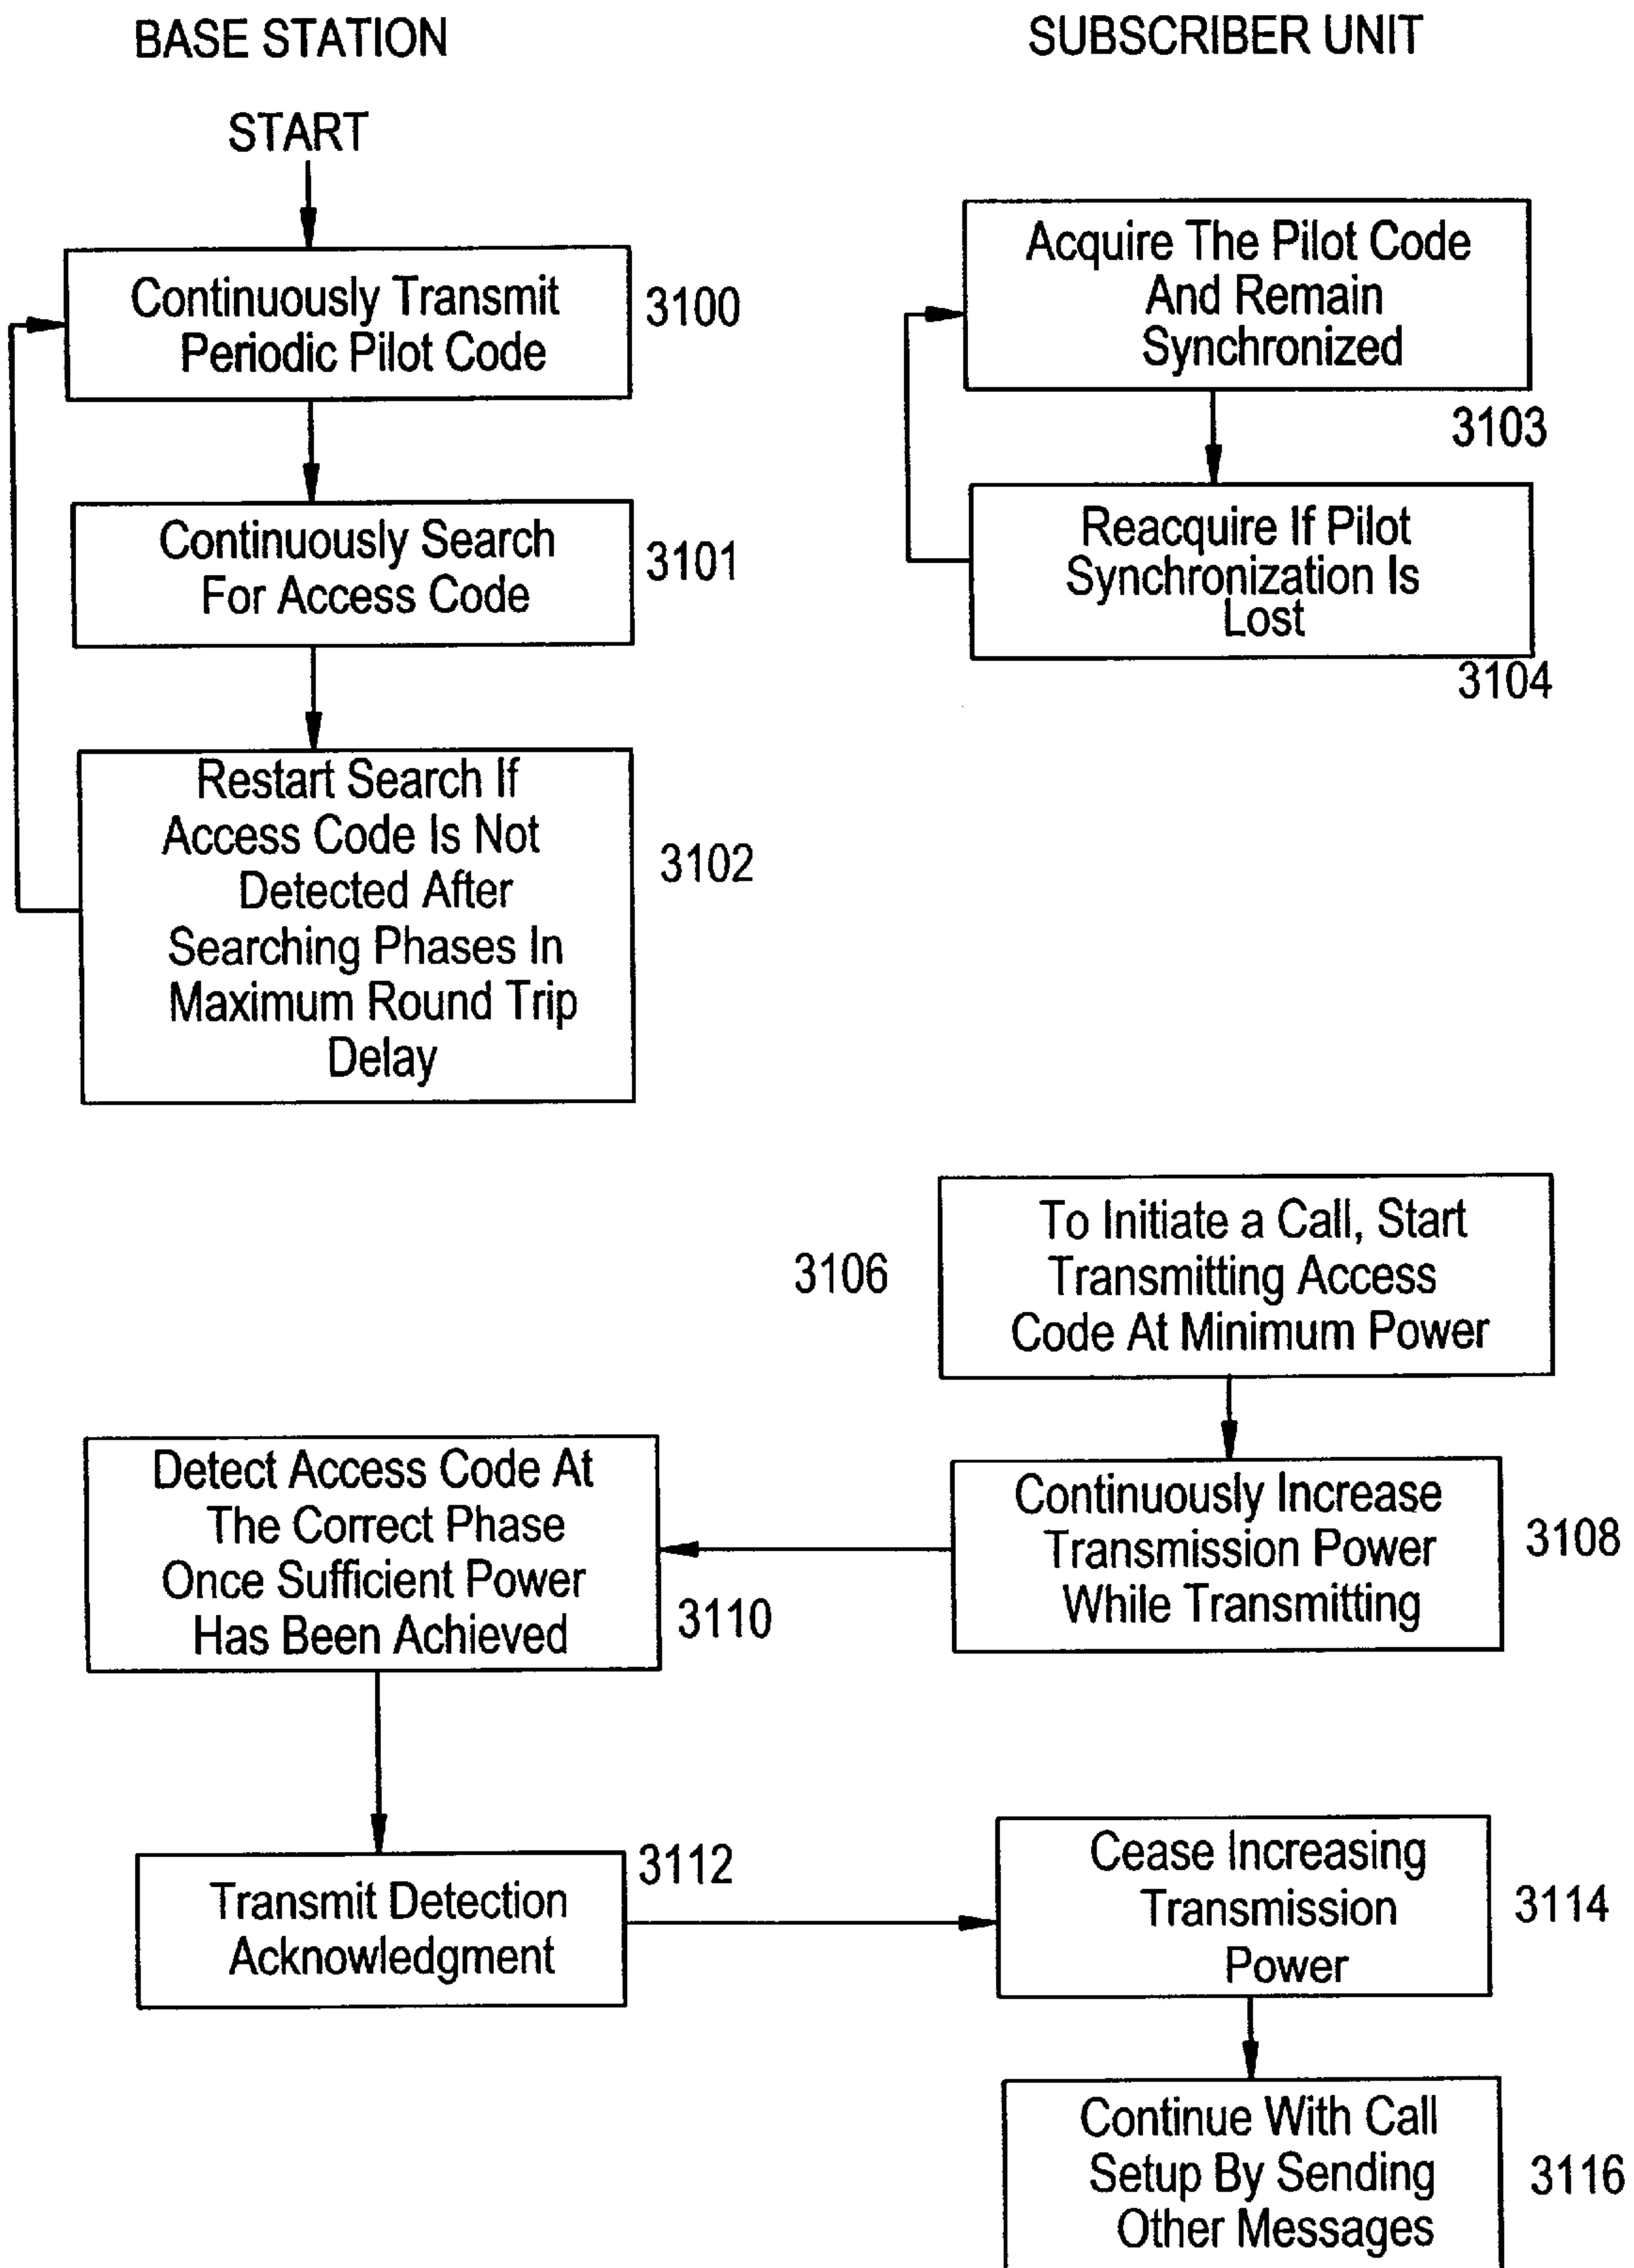 BASE STATION
SUBSCRIBER UNIT
START
Continuously Transmit
Periodic Pilot Code
3100
Continuously Search
For Access Code
3101
Restart Search If
Access Code Is Not
Detected After
Searching Phases In
Maximum Round Trip
Delay
3102
Acquire The Pilot Code
And Remain
Synchronized
3103
Reacquire If Pilot
Synchronization Is
Lost
3104
To Initiate a Call, Start
Transmitting Access
Code At Minimum Power
3106
Continuously Increase
Transmission Power
While Transmitting
3108
Detect Access Code At
The Correct Phase
Once Sufficient Power
Has Been Achieved
3110
Transmit Detection
Acknowledgment
3112
Cease Increasing
Transmission
Power
3114
Continue With Call
Setup By Sending
Other Messages
3116